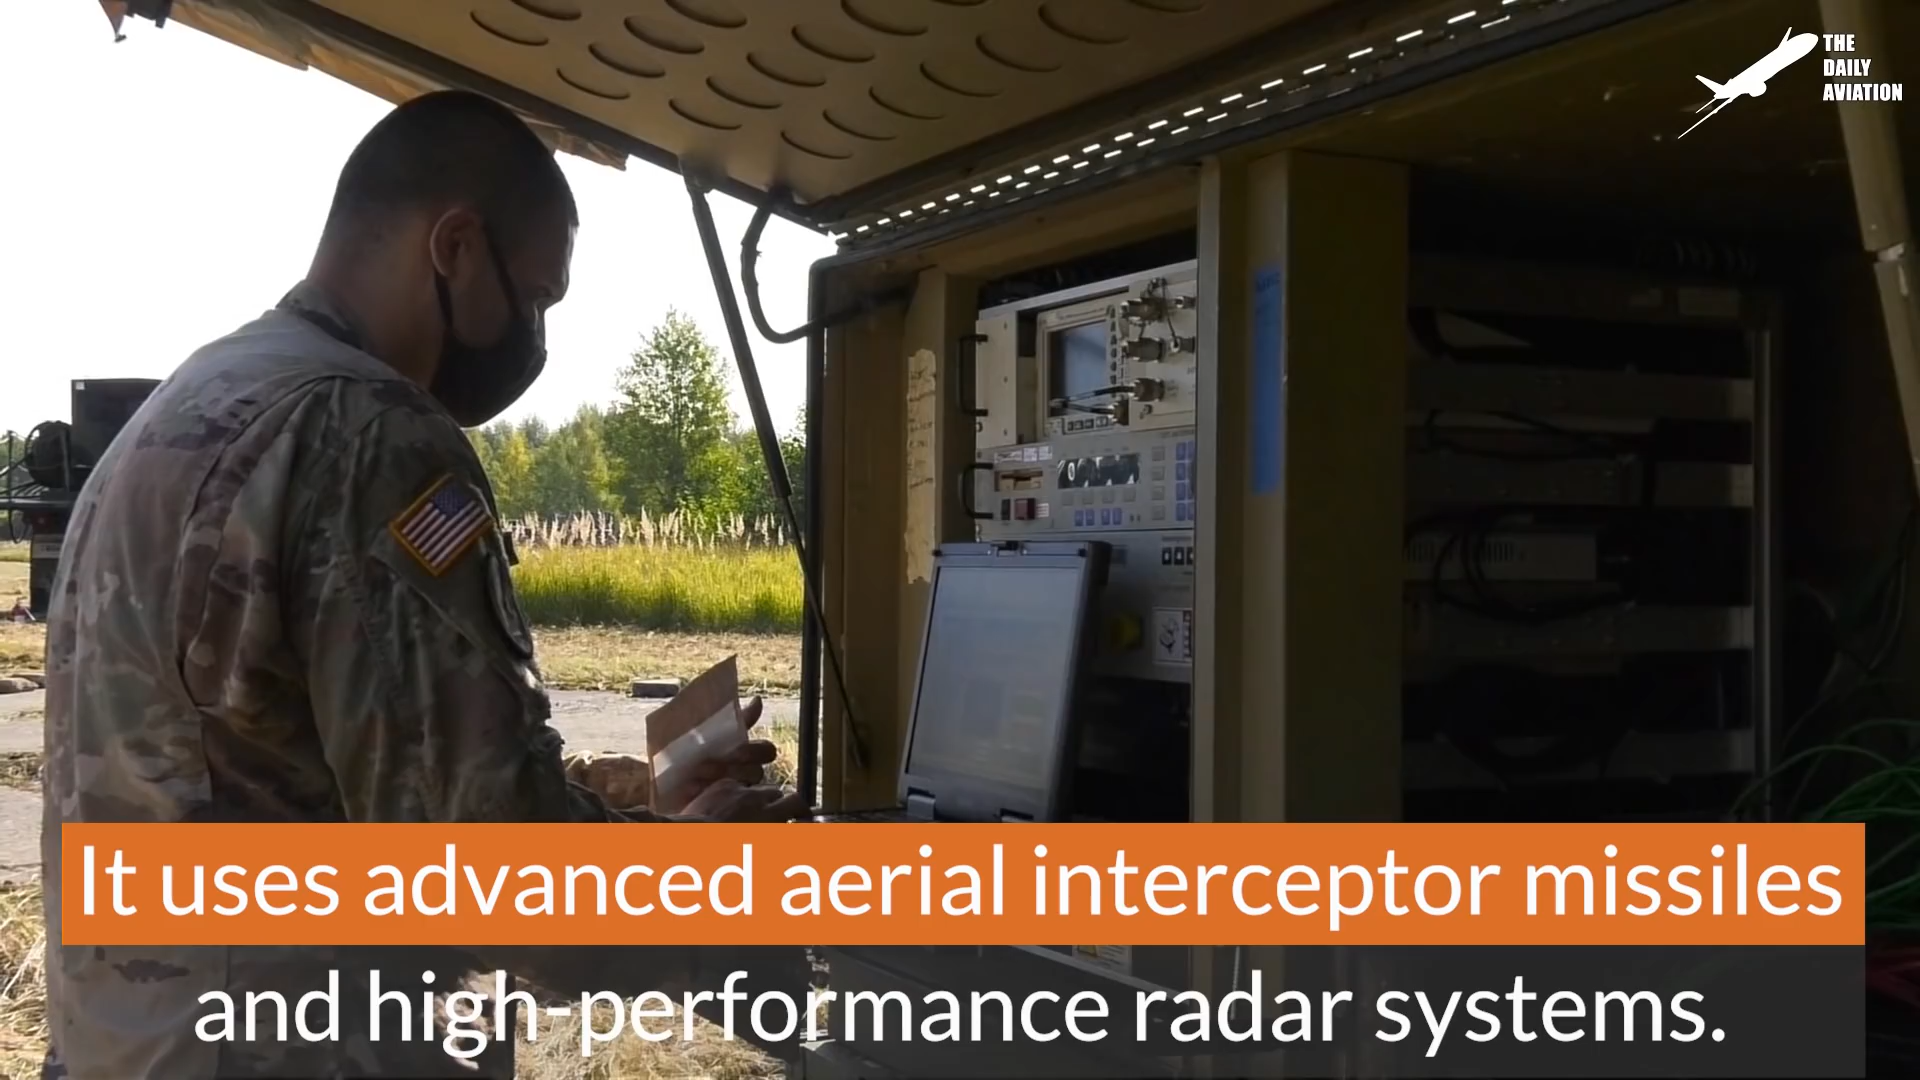 THE
DAILY
AVIATION
It uses advanced aerial interceptor missiles
and high-performance radar systems.